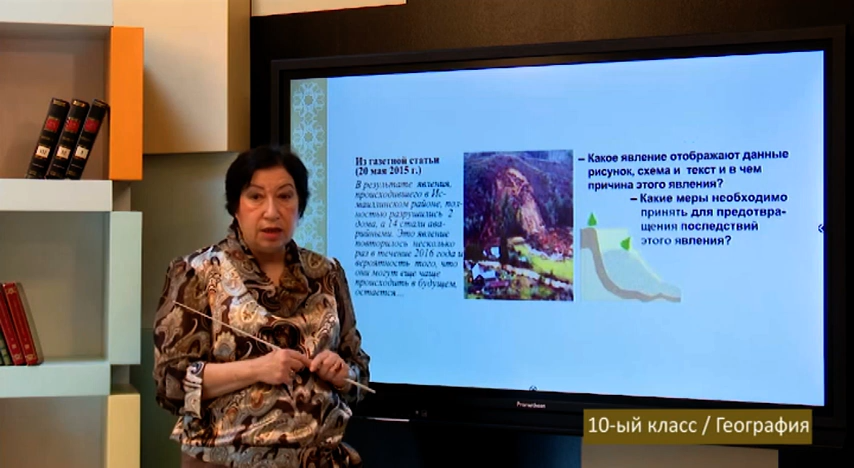 Из газетной статьи
(20 мая 2015 г.)
В результате явления,
происходившего в Ис-
маиллинском районе, пол-
ностью разрушились 2
дома, а 14 стали ава-
рийными. Это явление
повторилось несколько
раз в течение 2016 года и
вероятность того, что
они могут еще чаще
происходить в будущем,
остается...
– Какое явление отображают данные
рисунок, схема и текст и в чем
причина этого явления?
– Какие меры необходимо
принять для предотвра-
щения последствий
этого явления?
Promethean
10-ый класс / География